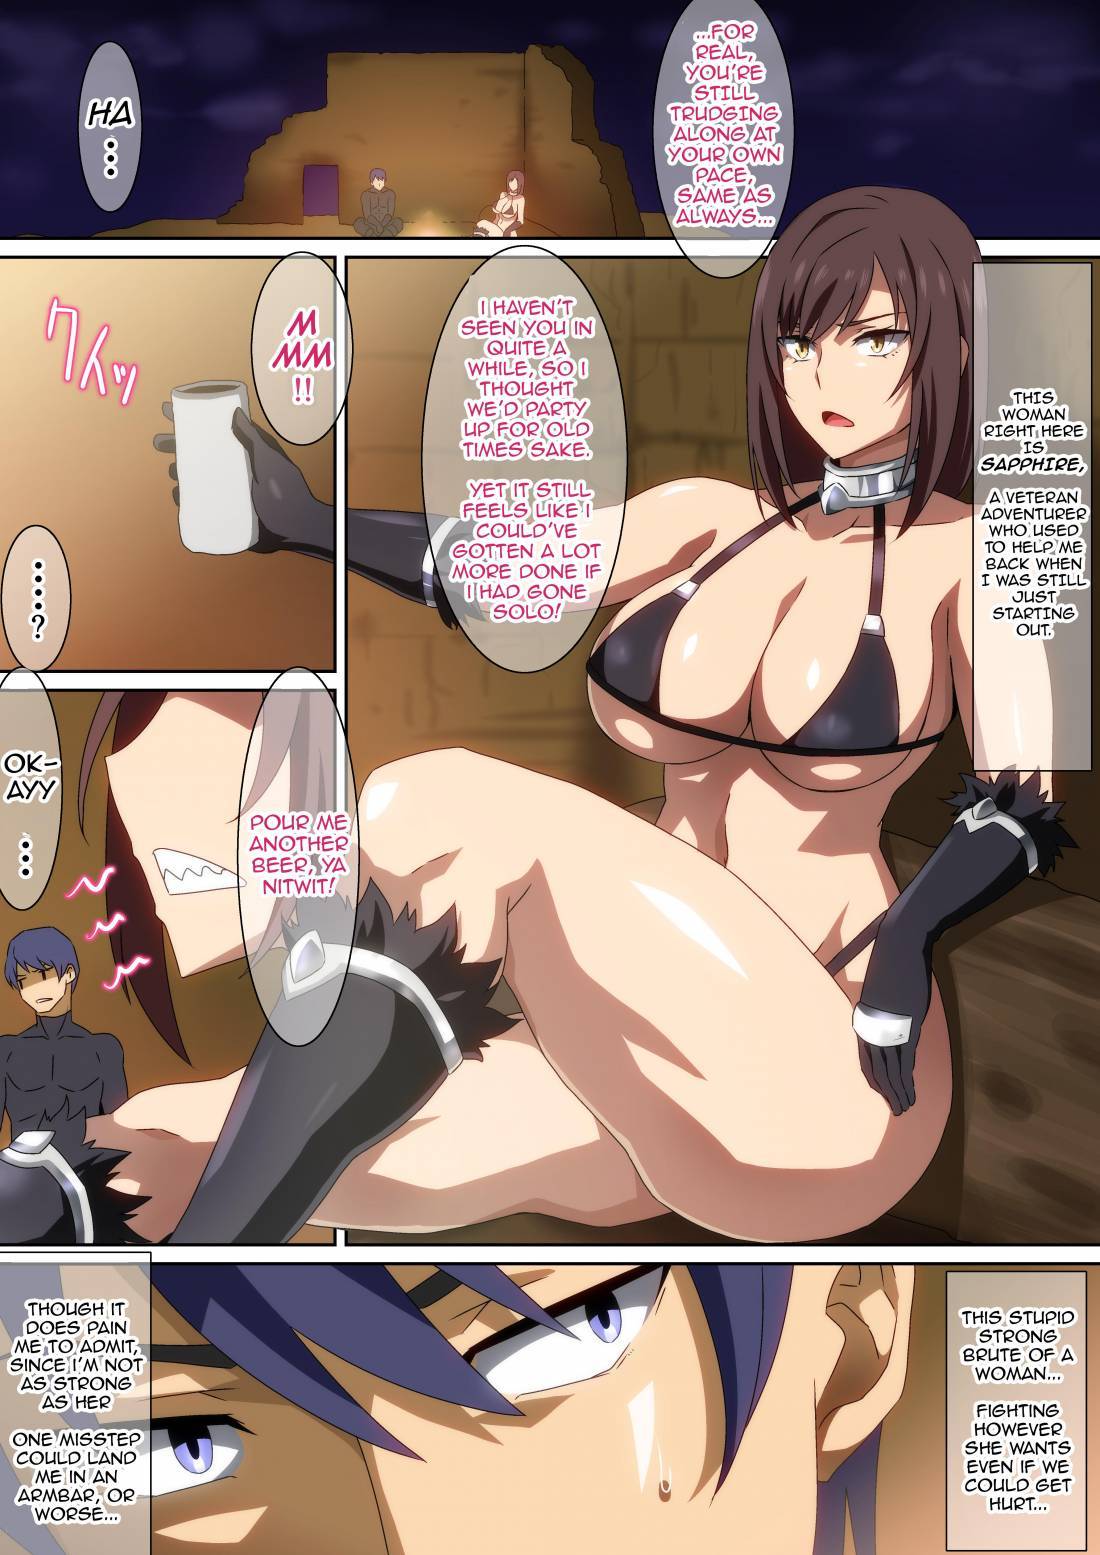 ...FOR
REAL,
YOU'RE
STILL
TRUDGING
ALONG AT
YOUR OWN
PACE,
SAME AS
ALWAYS...
HA
...
THIS
WOMAN
RIGHT HERE
IS
SAPPHIRE,
A VETERAN
ADVENTURER
WHO USED
TO HELP ME
BACK WHEN
I WAS STILL
JUST
STARTING
OUT.
I HAVEN'T
SEEN YOU IN
QUITE A
WHILE, SO I
THOUGHT
WE'D PARTY
UP FOR OLD
TIMES SAKE.
YET IT STILL
FEELS LIKE I
COULD'VE
GOTTEN A LOT
MORE DONE IF
I HAD GONE
SOLO!
M
MM
!!
クイッ
.....?
POUR ME
ANOTHER
BEER, YA
NITWIT!
OK-
AYY
...
THIS STUPID
STRONG
BRUTE OF A
WOMAN...
FIGHTING
HOWEVER
SHE WANTS
EVEN IF WE
COULD GET
HURT...
THOUGH IT
DOES PAIN
ME TO ADMIT,
SINCE I'M NOT
AS STRONG
AS HER
ONE MISSTEP
COULD LAND
ME IN AN
ARMBAR, OR
WORSE...